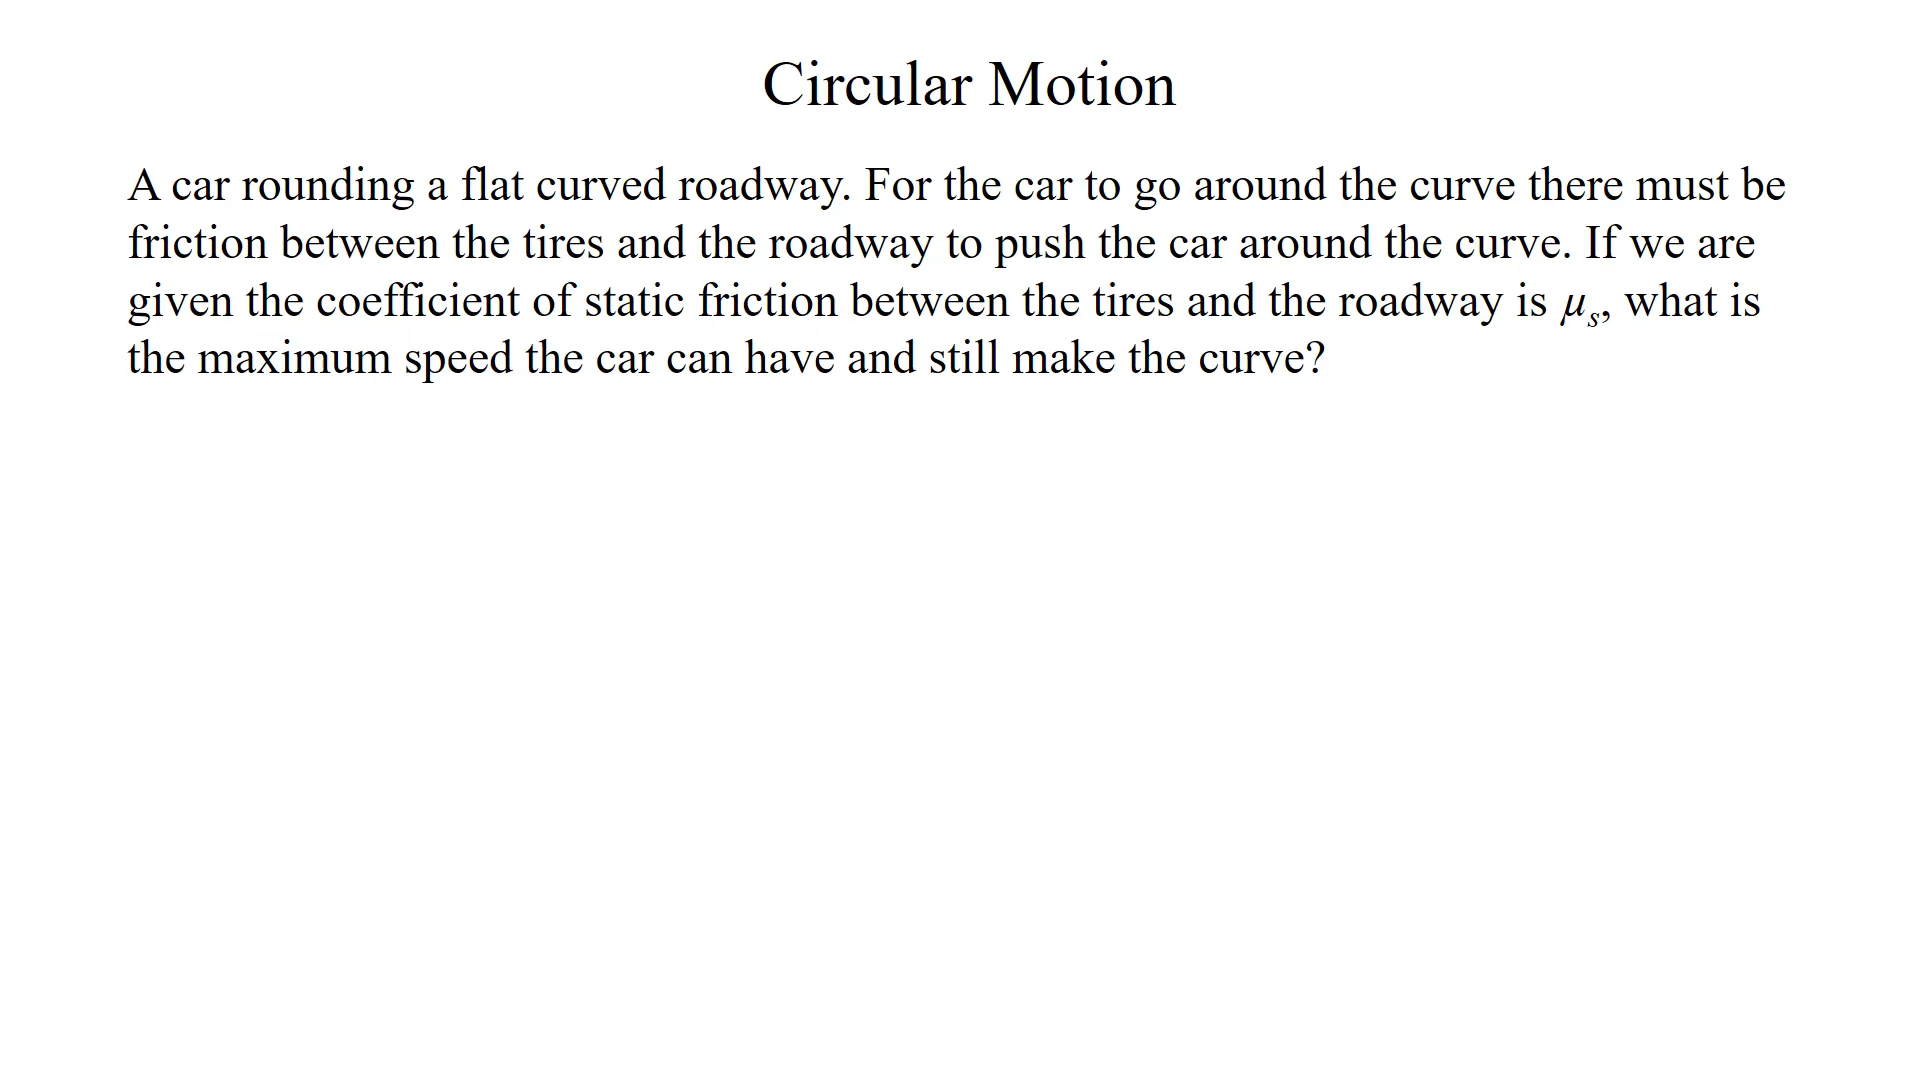 Circular Motion
A car rounding a flat curved roadway. For the car to go around the curve there must be
friction between the tires and the roadway to push the car around the curve. If we are
given the coefficient of static friction between the tires and the roadway is μₛ, what is
the maximum speed the car can have and still make the curve?